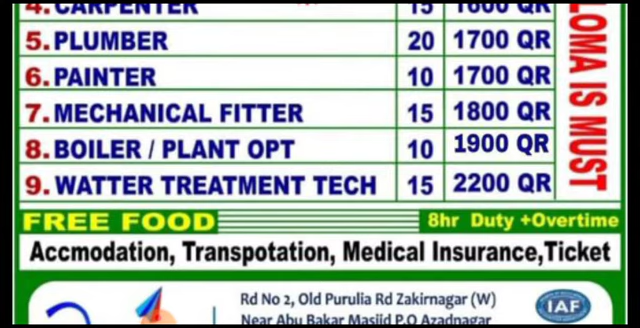 4. CARPENTER 15 1600 QR
5. PLUMBER 20 1700 QR
6. PAINTER 10 1700 QR
7. MECHANICAL FITTER 15 1800 QR
8. BOILER / PLANT OPT 10 1900 QR
9. WATTER TREATMENT TECH 15 2200 QR
LOMA IS MUST
FREE FOOD 8hr Duty +Overtime
Accmodation, Transpotation, Medical Insurance,Ticket
Rd No 2, Old Purulia Rd Zakirnagar (W)
Near Abu Bakar Masjid P.O Azadnagar
IAF